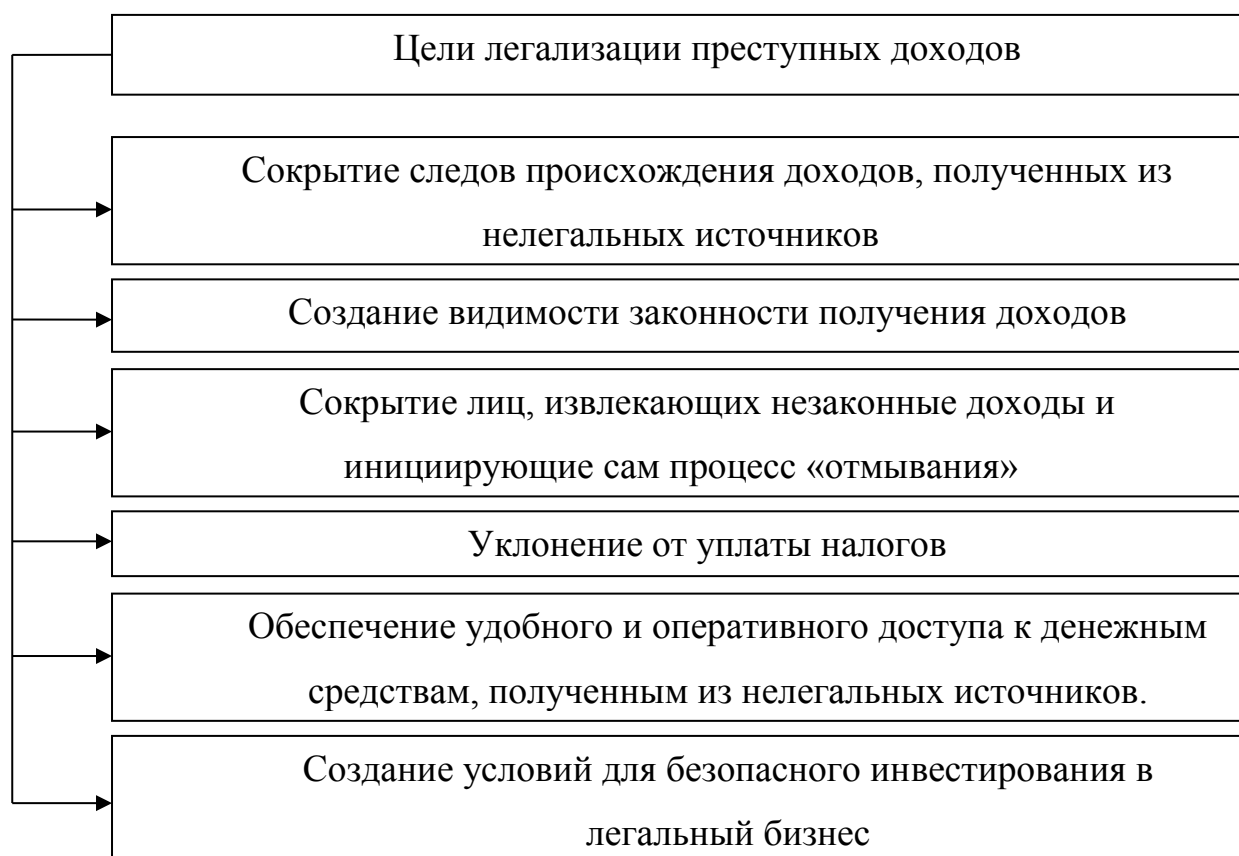 Цели легализации преступных доходов
Сокрытие следов происхождения доходов, полученных из
нелегальных источников
Создание видимости законности получения доходов
Сокрытие лиц, извлекающих незаконные доходы и
инициирующие сам процесс «отмывания»
Уклонение от уплаты налогов
Обеспечение удобного и оперативного доступа к денежным
средствам, полученным из нелегальных источников.
Создание условий для безопасного инвестирования в
легальный бизнес